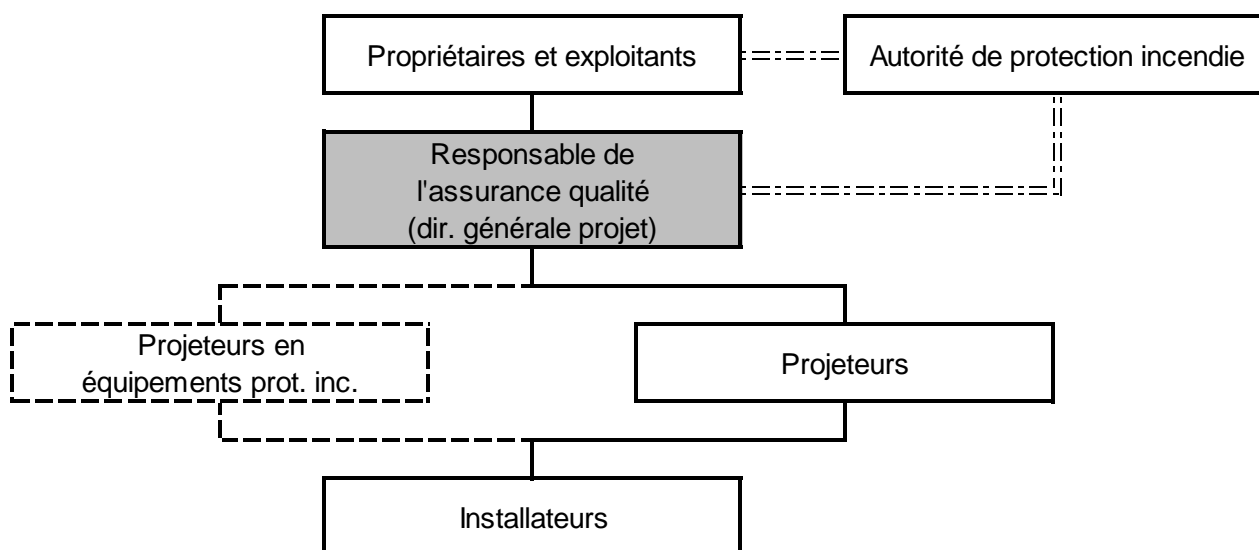 Propriétaires et exploitants
Autorité de protection incendie
Responsable de
l'assurance qualité
(dir. générale projet)
Projeteurs en
équipements prot. inc.
Projeteurs
Installateurs